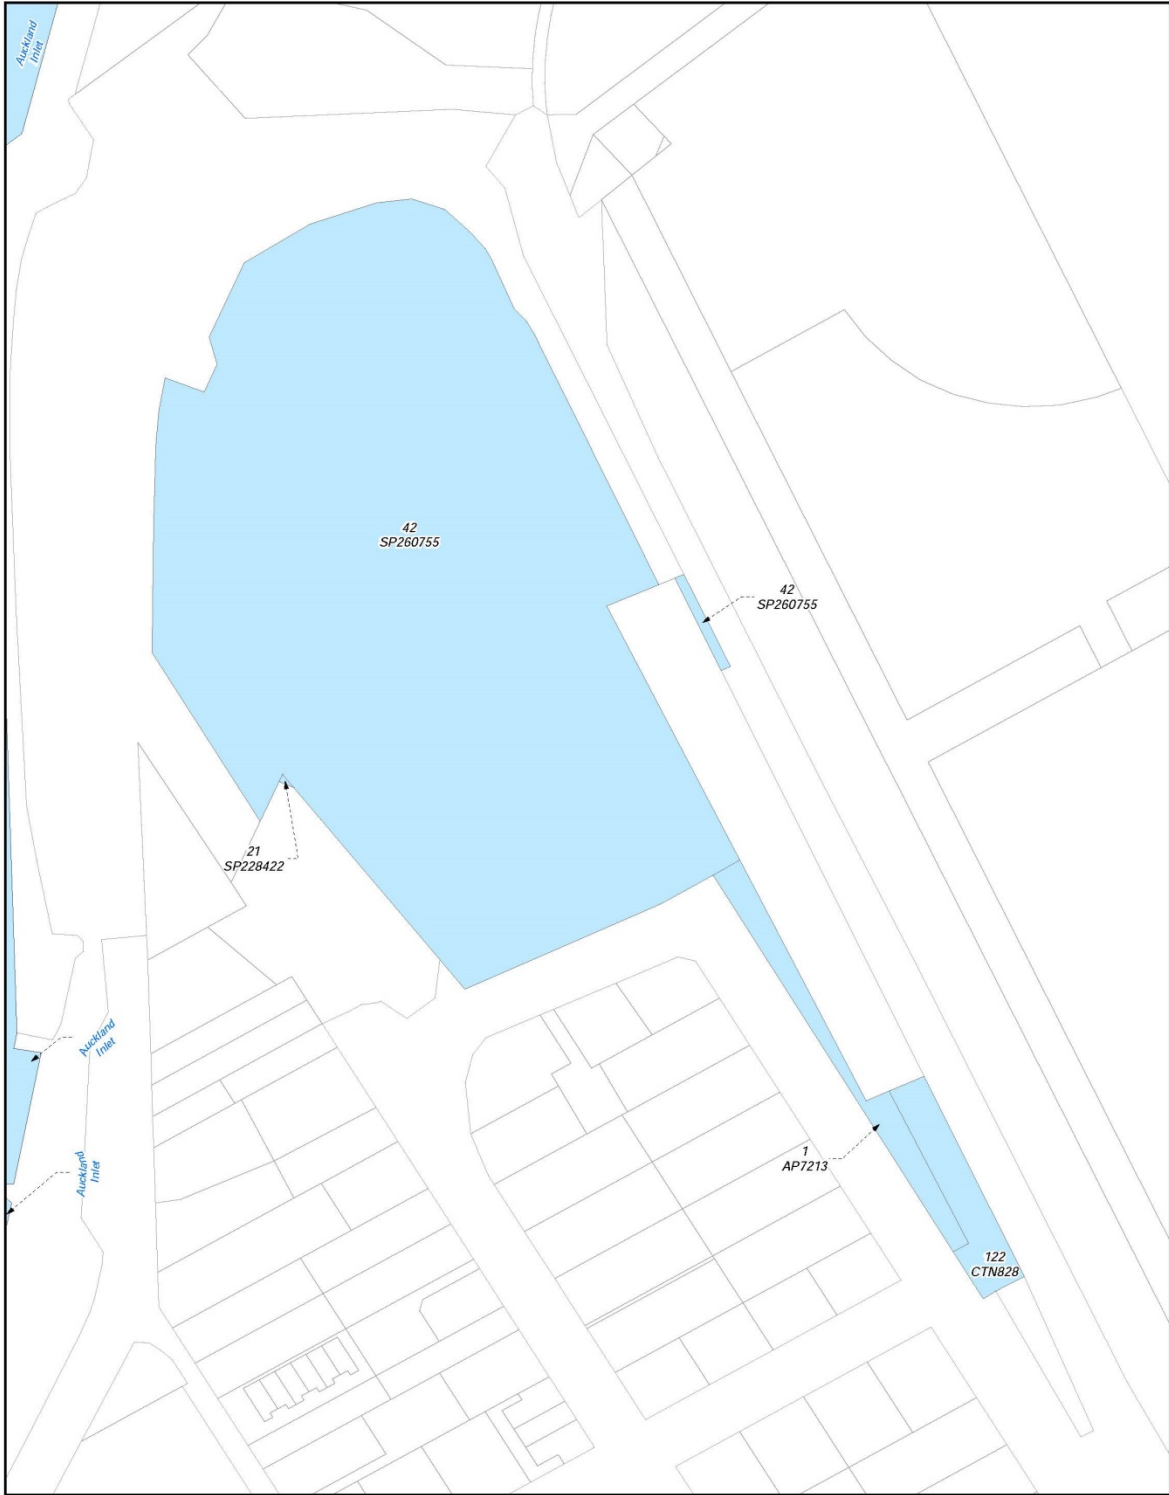 Auckland
Inlet
42
SP260755
42
SP260755
21
SP228422
Auckland
Inlet
1
AP7213
Auckland
Inlet
122
CTN828